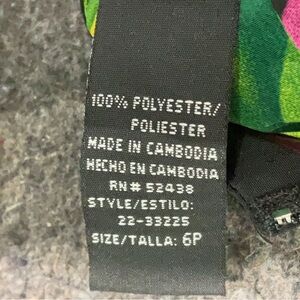 100% POLYESTER/
POLIESTER
MADE IN CAMBODIA
HECHO EN CAMBODIA
RN# 52438
STYLE/ESTILO:
22-33225
SIZE/TALLA: 6P